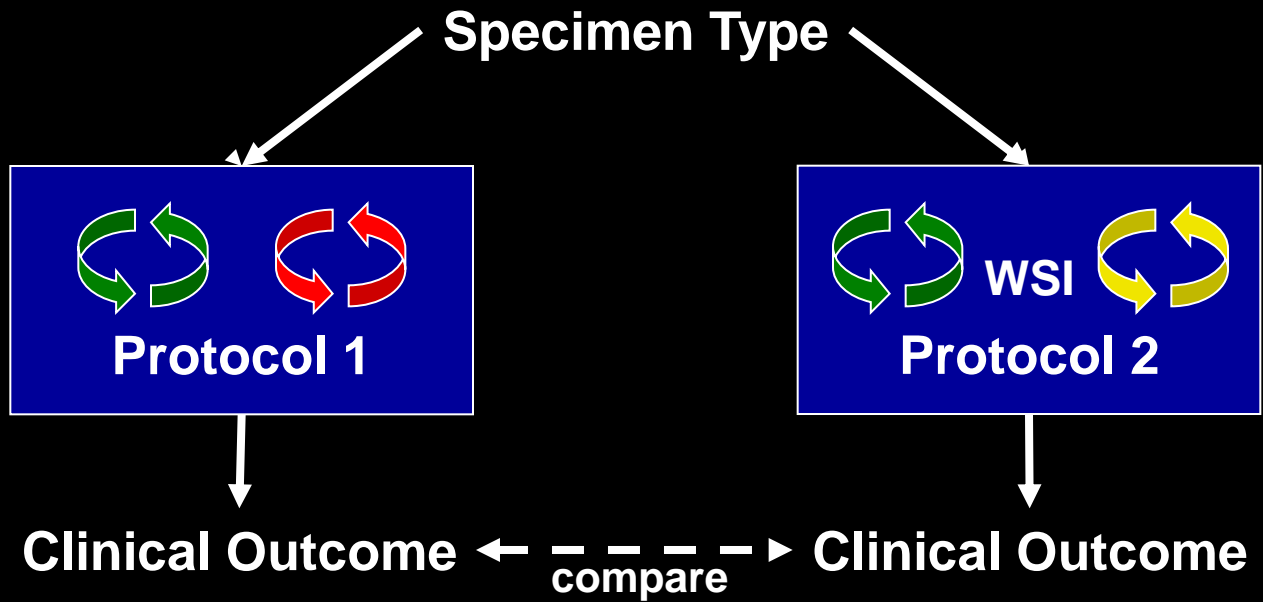 Specimen Type
WSI
Protocol 1
Protocol 2
Clinical Outcome
compare
Clinical Outcome